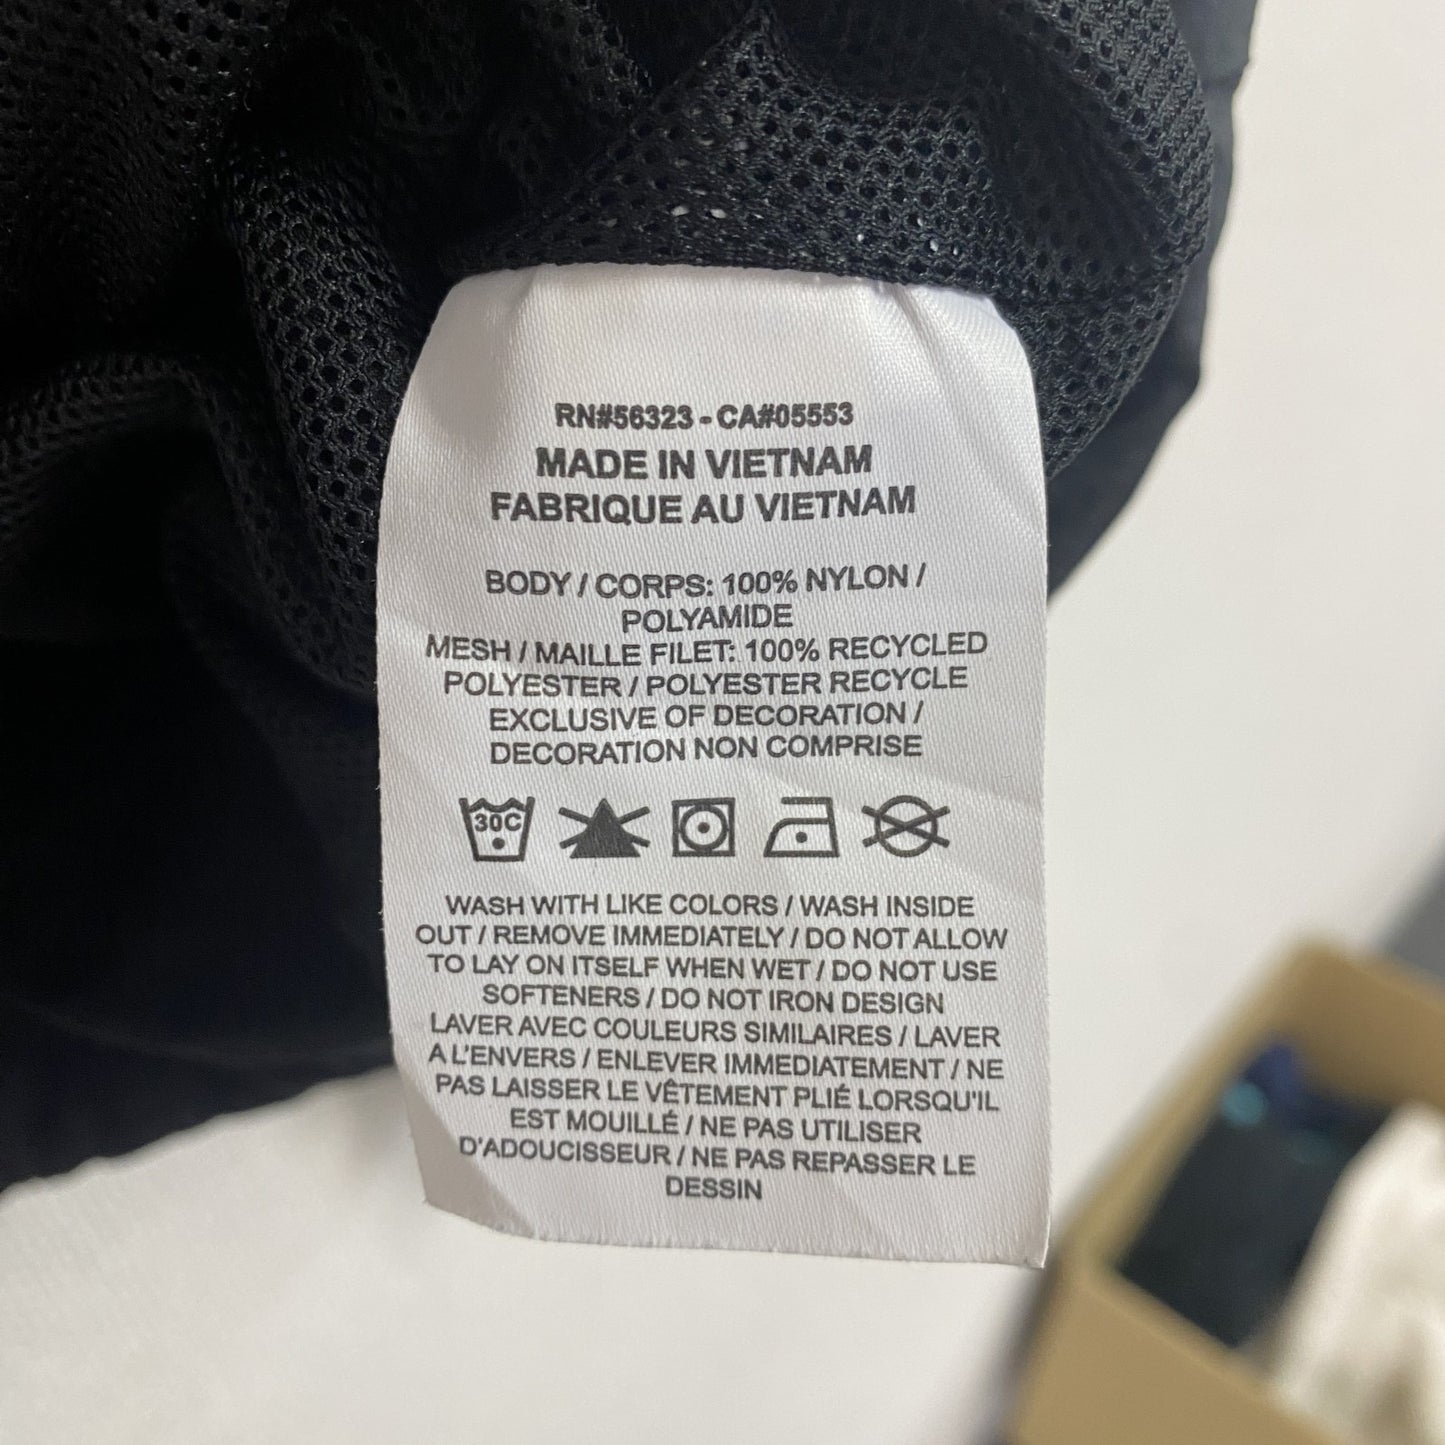 RN#56323 - CA#05553
MADE IN VIETNAM
FABRIQUE AU VIETNAM
BODY / CORPS: 100% NYLON /
POLYAMIDE
MESH / MAILLE FILET: 100% RECYCLED
POLYESTER / POLYESTER RECYCLE
EXCLUSIVE OF DECORATION /
DECORATION NON COMPRISE
30C
WASH WITH LIKE COLORS / WASH INSIDE
OUT / REMOVE IMMEDIATELY / DO NOT ALLOW
TO LAY ON ITSELF WHEN WET / DO NOT USE
SOFTENERS / DO NOT IRON DESIGN
LAVER AVEC COULEURS SIMILAIRES / LAVER
A L'ENVERS / ENLEVER IMMEDIATEMENT / NE
PAS LAISSER LE VÊTEMENT PLIÉ LORSQU'IL
EST MOUILLÉ / NE PAS UTILISER
D'ADOUCISSEUR / NE PAS REPASSER LE
DESSIN